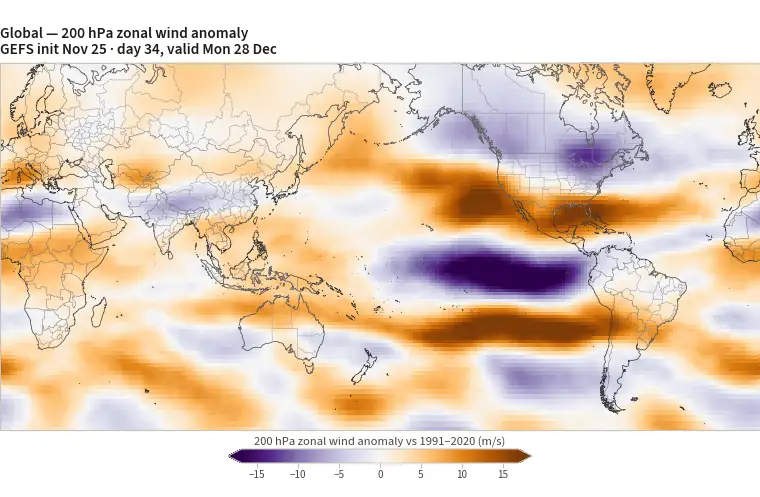 Global — 200 hPa zonal wind anomaly
GEFS init Nov 25 · day 34, valid Mon 28 Dec
200 hPa zonal wind anomaly vs 1991–2020 (m/s)
−15 −10 −5 0 5 10 15